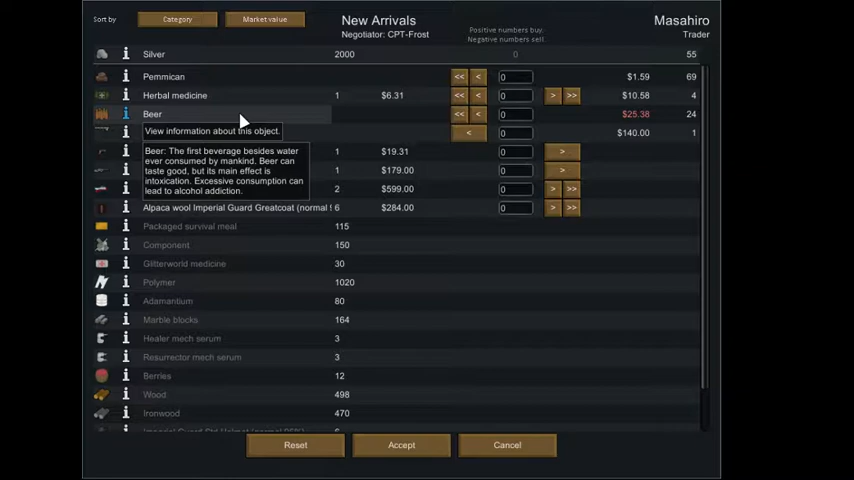 Sort by Category Market value New Arrivals Masahiro
Negotiator: CPT-Frost Positive numbers buy. Trader
Negative numbers sell.
Silver 2000 0 55
Pemmican << < 0 $1.59 69
Herbal medicine 1 $6.31 << < 0 > >> $10.58 4
Beer << < 0 $25.38 24
View information about this object. < 0 $140.00 1
Beer: The first beverage besides water
ever consumed by mankind. Beer can
taste good, but its main effect is
intoxication. Excessive consumption can
lead to alcohol addiction.
1 $19.31 0 >
1 $179.00 0 >
2 $599.00 0 > >>
Alpaca wool Imperial Guard Greatcoat (normal 6 $284.00 0 > >>
Packaged survival meal 115
Component 150
Glitterworld medicine 30
Polymer 1020
Adamantium 80
Marble blocks 164
Healer mech serum 3
Resurrector mech serum 3
Berries 12
Wood 498
Ironwood 470
Reset Accept Cancel